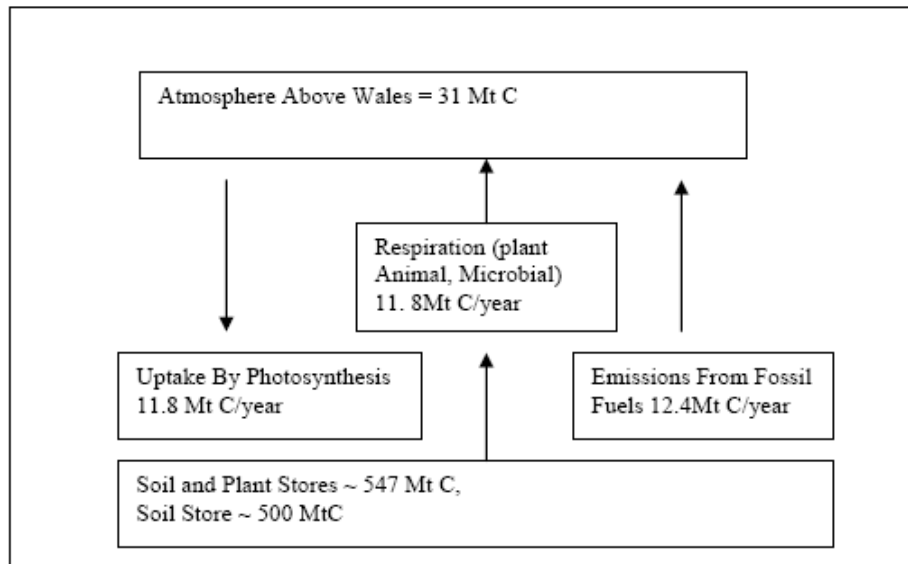 Atmosphere Above Wales = 31 Mt C
Respiration (plant
Animal, Microbial)
11. 8Mt C/year
Uptake By Photosynthesis
11.8 Mt C/year
Emissions From Fossil
Fuels 12.4Mt C/year
Soil and Plant Stores ~ 547 Mt C,
Soil Store ~ 500 MtC